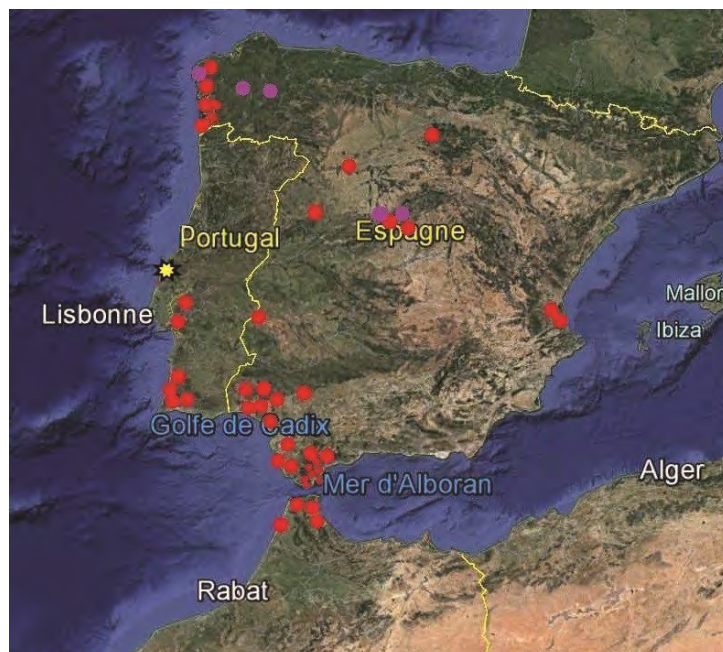 Portugal
Espagne
Lisbonne
Mallor
Ibiza
Golfe de Cadix
Mer d'Alboran
Alger
Rabat